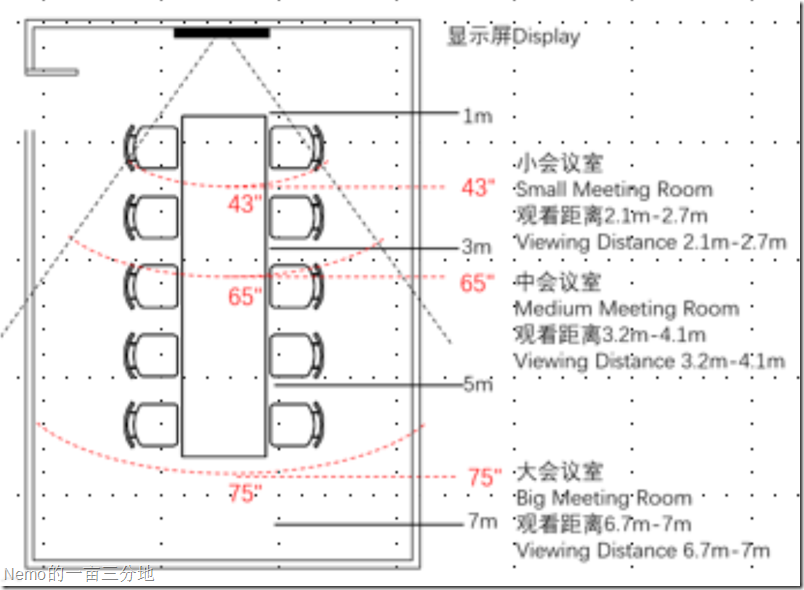 显示屏Display
1m
小会议室
43"
Small Meeting Room
43"
观看距离2.1m-2.7m
Viewing Distance 2.1m-2.7m
3m
65"
中会议室
65"
Medium Meeting Room
观看距离3.2m-4.1m
Viewing Distance 3.2m-4.1m
5m
75"
大会议室
75"
Big Meeting Room
7m
观看距离6.7m-7m
Viewing Distance 6.7m-7m
Nemo的一亩三分地